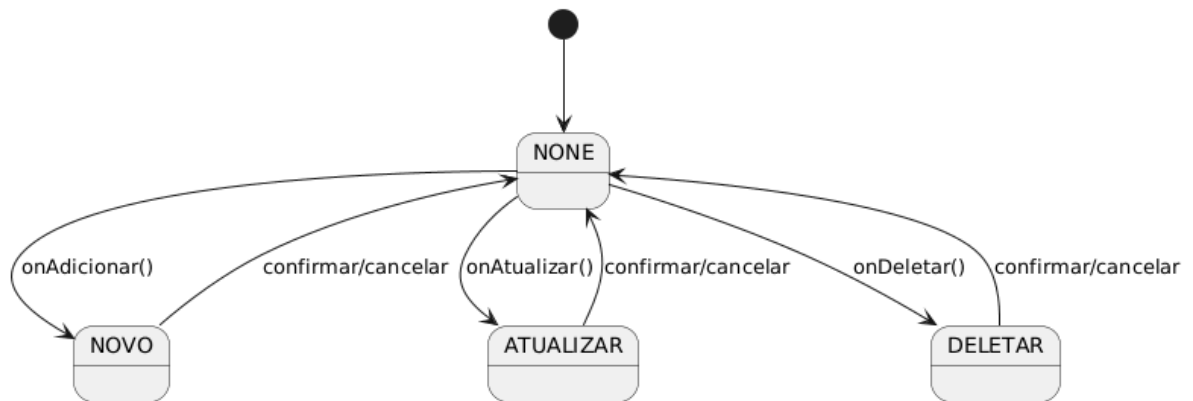 NONE
onAdicionar()
confirmar/cancelar
onAtualizar()
confirmar/cancelar
onDeletar()
confirmar/cancelar
NOVO
ATUALIZAR
DELETAR